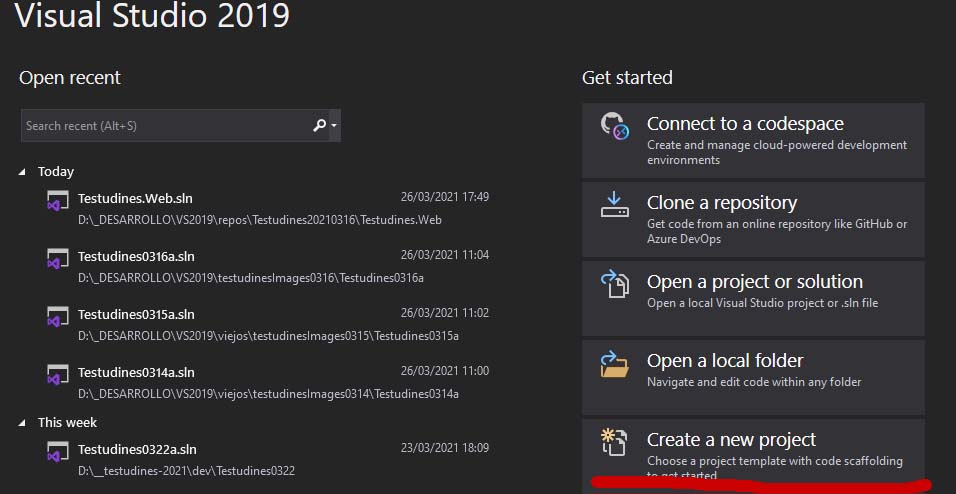 Visual Studio 2019
Open recent
Search recent (Alt+S)
Today
Testudines.Web.sln 26/03/2021 17:49
D:\_DESARROLLO\VS2019\repos\Testudines20210316\Testudines.Web
Testudines0316a.sln 26/03/2021 11:04
D:\_DESARROLLO\VS2019\testudinesImages0316\Testudines0316a
Testudines0315a.sln 26/03/2021 11:02
D:\_DESARROLLO\VS2019\viejos\testudinesImages0315\Testudines0315a
Testudines0314a.sln 26/03/2021 11:00
D:\_DESARROLLO\VS2019\viejos\testudinesImages0314\Testudines0314a
This week
Testudines0322a.sln 23/03/2021 18:09
D:\__testudines-2021\dev\Testudines0322
Get started
Connect to a codespace
Create and manage cloud-powered development
environments
Clone a repository
Get code from an online repository like GitHub or
Azure DevOps
Open a project or solution
Open a local Visual Studio project or .sln file
Open a local folder
Navigate and edit code within any folder
Create a new project
Choose a project template with code scaffolding
to get started